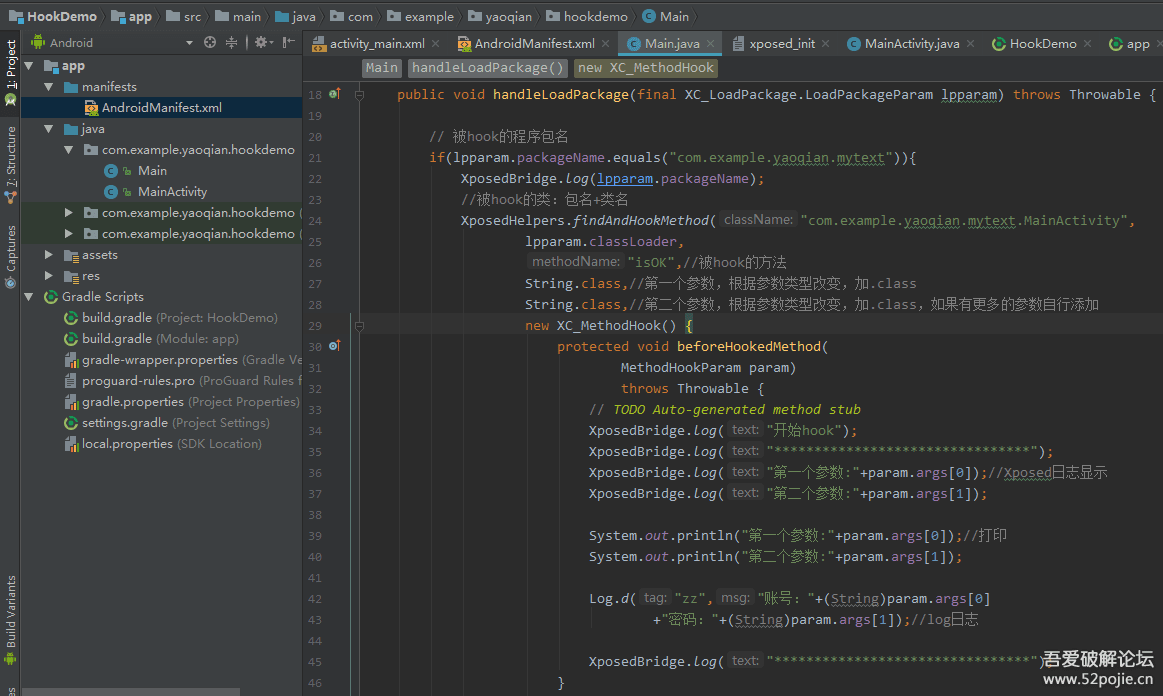 HookDemo app src main java com example yaoqian hookdemo Main
Android
activity_main.xml AndroidManifest.xml Main.java xposed_init MainActivity.java HookDemo app
Main handleLoadPackage() new XC_MethodHook
1: Project
7: Structure
Captures
Build Variants
app
manifests
AndroidManifest.xml
java
com.example.yaoqian.hookdemo
Main
MainActivity
com.example.yaoqian.hookdemo (
com.example.yaoqian.hookdemo (
assets
res
Gradle Scripts
build.gradle (Project: HookDemo)
build.gradle (Module: app)
gradle-wrapper.properties (Gradle Ve
proguard-rules.pro (ProGuard Rules f
gradle.properties (Project Properties)
settings.gradle (Project Settings)
local.properties (SDK Location)
18 public void handleLoadPackage(final XC_LoadPackage.LoadPackageParam lpparam) throws Throwable {
19
20 // 被hook的程序包名
21 if(lpparam.packageName.equals("com.example.yaoqian.mytext")){
22 XposedBridge.log(lpparam.packageName);
23 //被hook的类：包名+类名
24 XposedHelpers.findAndHookMethod( className: "com.example.yaoqian.mytext.MainActivity",
25 lpparam.classLoader,
26 methodName: "isOK",//被hook的方法
27 String.class,//第一个参数，根据参数类型改变，加.class
28 String.class,//第二个参数，根据参数类型改变，加.class，如果有更多的参数自行添加
29 new XC_MethodHook() {
30 protected void beforeHookedMethod(
31 MethodHookParam param)
32 throws Throwable {
33 // TODO Auto-generated method stub
34 XposedBridge.log( text: "开始hook");
35 XposedBridge.log( text: "********************************");
36 XposedBridge.log( text: "第一个参数:"+param.args[0]);//Xposed日志显示
37 XposedBridge.log( text: "第二个参数:"+param.args[1]);
38
39 System.out.println("第一个参数:"+param.args[0]);//打印
40 System.out.println("第二个参数:"+param.args[1]);
41
42 Log.d( tag: "zz", msg: "账号："+(String)param.args[0]
43 +"密码："+(String)param.args[1]);//log日志
44
45 XposedBridge.log( text: "********************************")
46 }
吾爱破解论坛
www.52pojie.cn